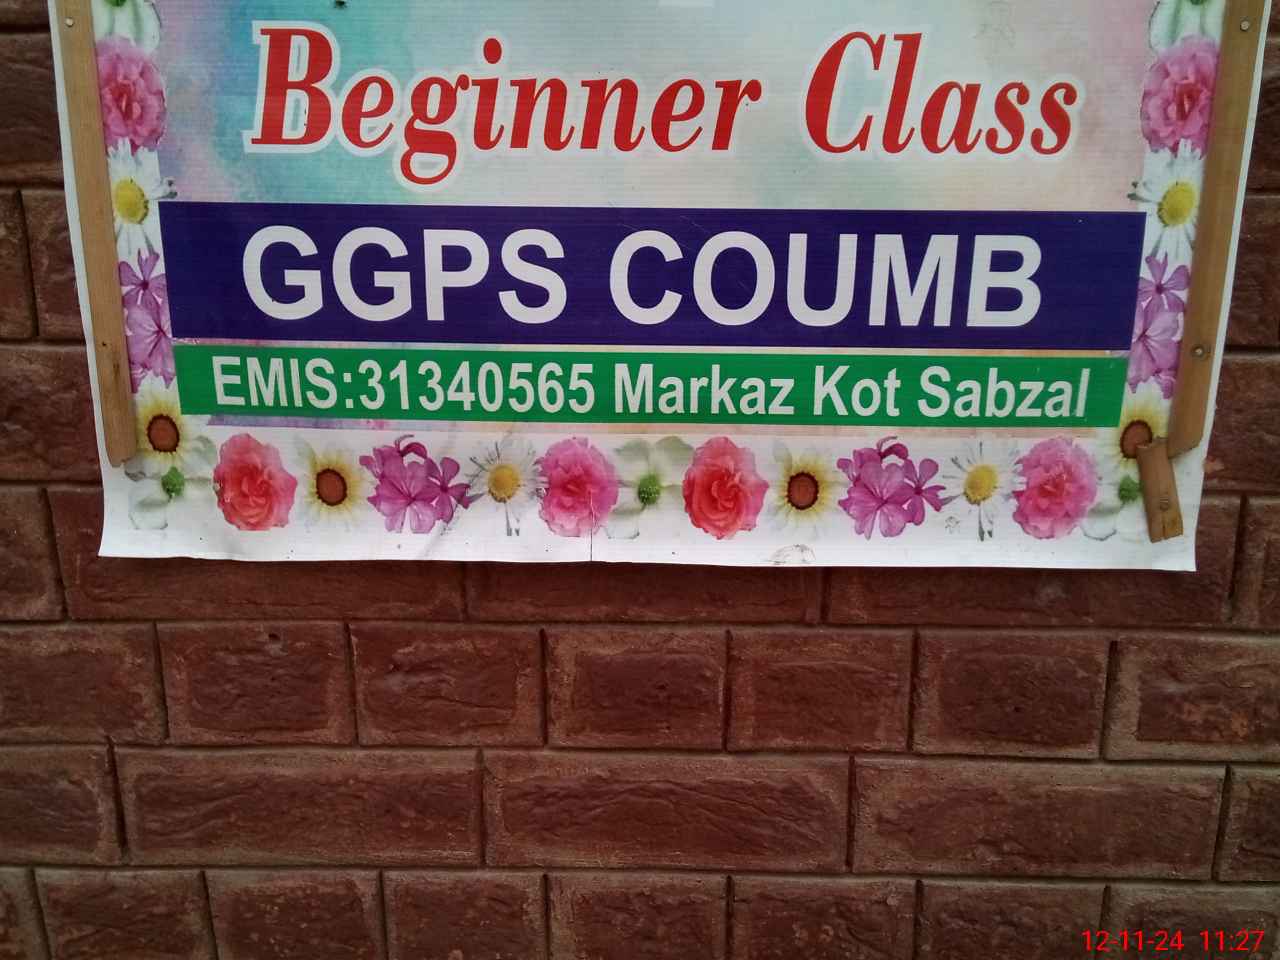 Beginner Class
GGPS COUMB
EMIS:31340565 Markaz Kot Sabzal
12-11-24 11:27